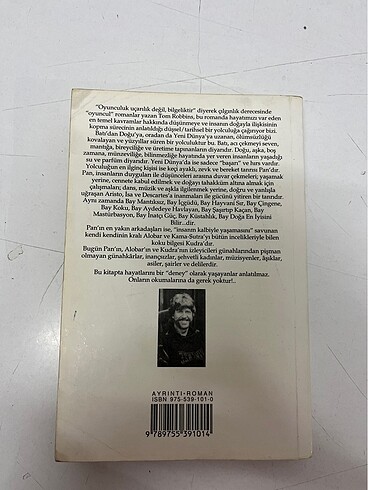 "Oyunculuk uçarılık değil, bilgeliktir" diyerek çılgınlık derecesinde
"oyuncul" romanlar yazan Tom Robbins, bu romanda hayatımızı var eden
en temel kavramlar hakkında düşünmeye ve insanın doğayla ilişkisinin
kopma sürecinin anlatıldığı düşsel/tarihsel bir yolculuğa çağırıyor bizi.
Batı'dan Doğu'ya, oradan da Yeni Dünya'ya uzanan, ölümsüzlüğü
kovalayan ve yüzyıllar süren bir yolculuktur bu. Batı, acı çekmeyi seven,
mantığa, bireyciliğe ve üretime tapınanların diyarıdır. Doğu, aşka, boş
zamana, münzeviliğe, bilinmezliğe hayatında yer veren insanların yaşadığı
su ve parfüm diyarıdır. Yeni Dünya'da ise sadece "başarı" ve hırs vardır.
Yolculuğun en ilginç kişisi ise keçi ayaklı, zevk ve bereket tanrısı Pan'dır.
Pan, insanların duyguları ile düşünceleri arasına duvar çekmeleri; yaşamak
yerine, cennete kabul edilmek ve doğayı tahakküm altına almak için
çalışmaları; dans, müzik ve aşkla ilgilenmek yerine, doğru ve yanlışla
uğraşan Aristo, İsa ve Descartes'a inanmaları ile gücünü yitiren bir tanrıdır.
Aynı zamanda Bay Mantıksız, Bay İçgüdü, Bay Hayvani Sır, Bay Çingene,
Bay Koku, Bay Aydedeye Havlayan, Bay Şaşırtıp Kaçan, Bay
Mastürbasyon, Bay İnatçı Güç, Bay Küstahlık, Bay Doğa En İyisini
Bilir...dir.
Pan'ın en yakın arkadaşları ise, "insanın kalbiyle yaşamasını" savunan
kendi kendinin kralı Alobar ve Kama-Sutra'yı bütün incelikleriyle bilen
koku bilgesi Kudra'dır.
Bugün Pan'ın, Alobar'ın ve Kudra'nın izleyicileri günahlarından pişman
olmayan günahkârlar, inançsızlar, şehvetli kadınlar, müzisyenler, âşıklar,
asiler, şairler ve delilerdir.
Bu kitapta hayatlarını bir "deney" olarak yaşayanlar anlatılmaz.
Onların okumalarına da gerek yoktur!..
AYRINTI•ROMAN
ISBN 975-539-101-0
9 789755 391014